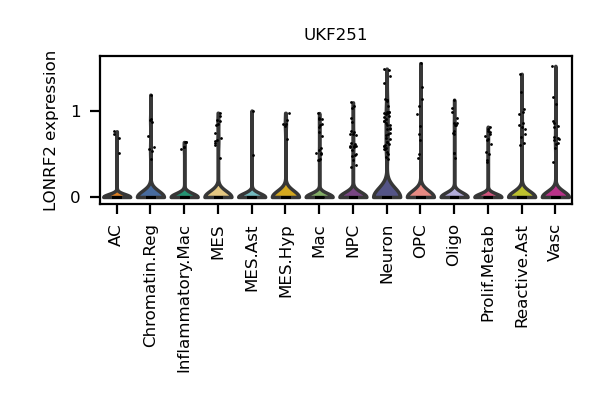 UKF251
LONRF2 expression
1
0
AC
Chromatin.Reg
Inflammatory.Mac
MES
MES.Ast
MES.Hyp
Mac
NPC
Neuron
OPC
Oligo
Prolif.Metab
Reactive.Ast
Vasc